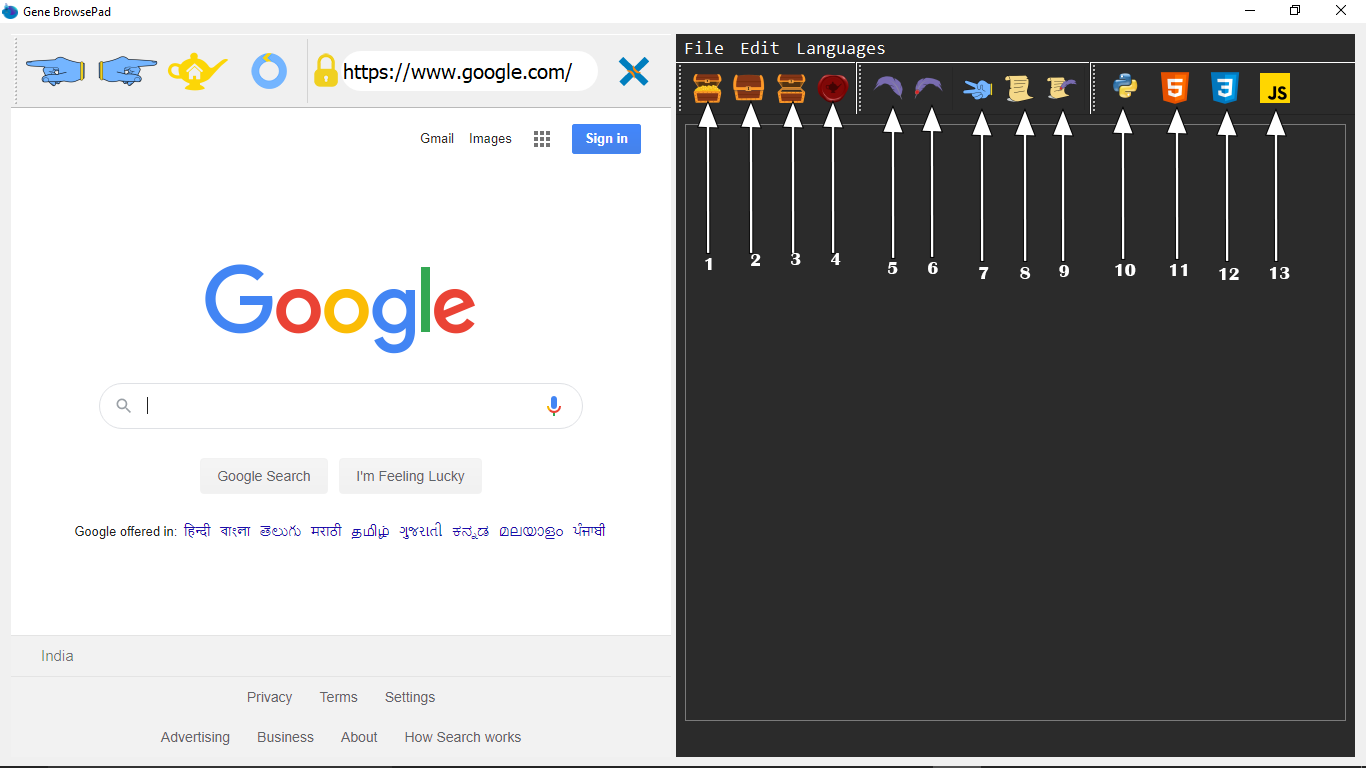 Gene BrowsePad
https://www.google.com/
Gmail Images Sign in
Google
Google Search I'm Feeling Lucky
Google offered in: हिन्दी বাংলা తెలుగు मराठी தமிழ் ગુજરાતી ಕನ್ನಡ മലയാളം ਪੰਜਾਬੀ
India
Privacy Terms Settings
Advertising Business About How Search works
File Edit Languages
5 3 JS
1 2 3 4 5 6 7 8 9 10 11 12 13